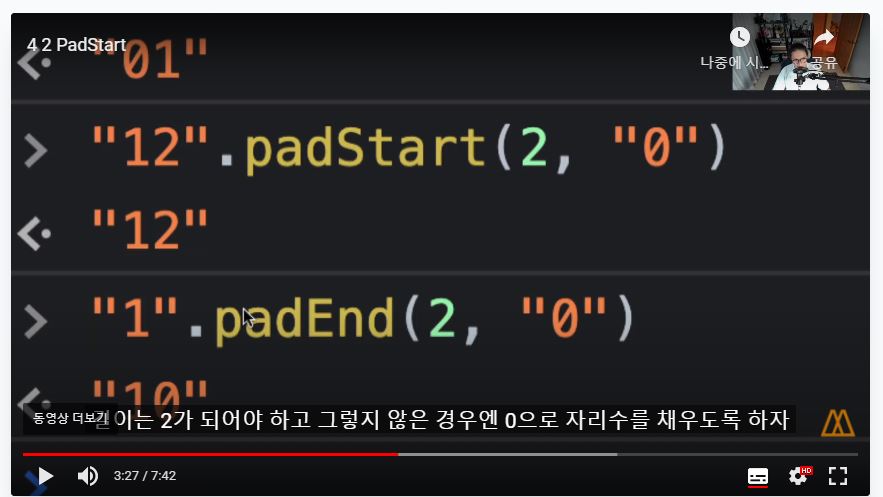 4 2 PadStart
나중에 시...
공유
"01"
> "12".padStart(2, "0")
"12"
> "1".padEnd(2, "0")
"10"
동영상 더보기
이는 2가 되어야 하고 그렇지 않은 경우엔 0으로 자리수를 채우도록 하자
3:27 / 7:42
HD